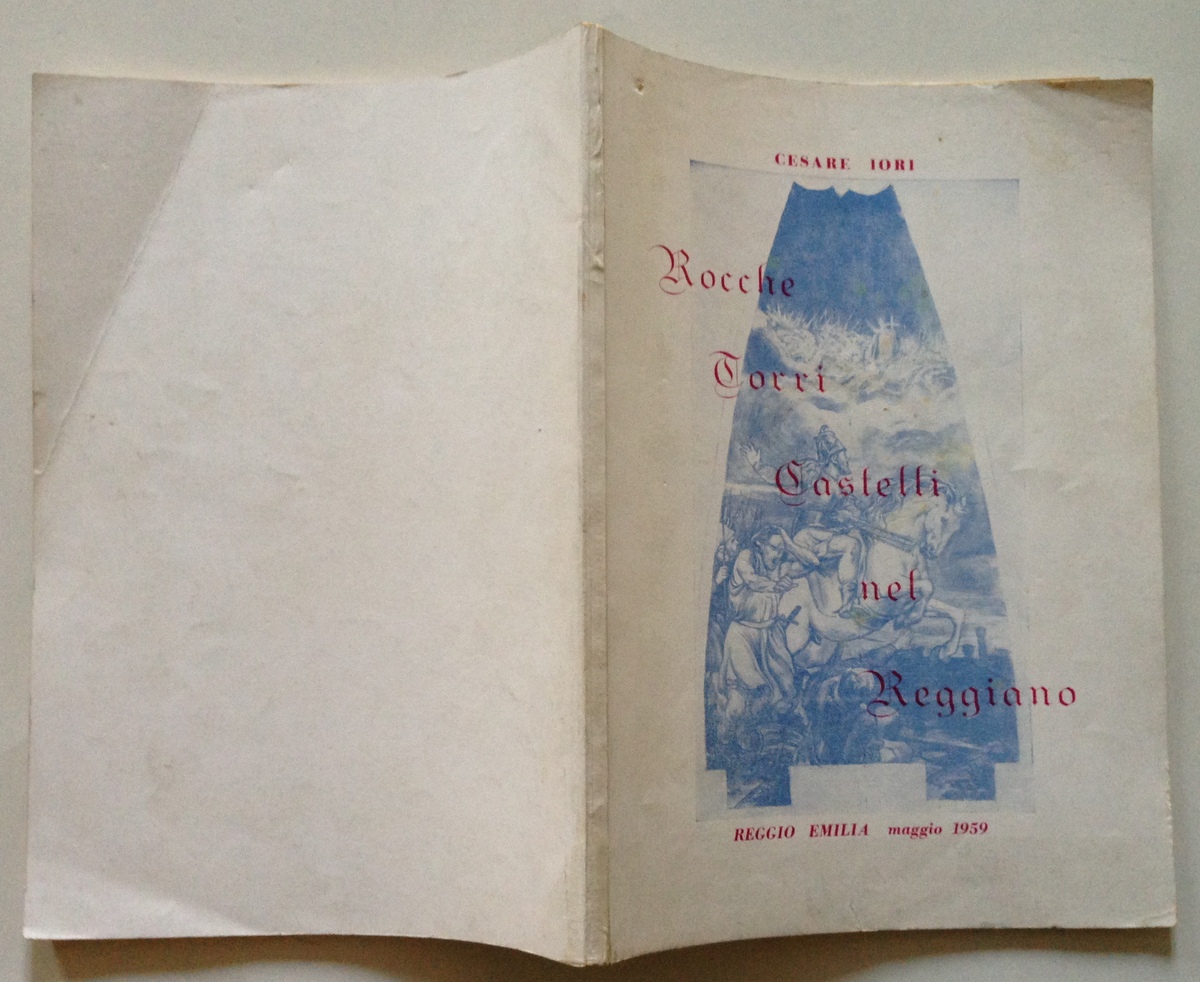 CESARE IORI
Rocche
Torri
Castelli
nel
Reggiano
REGGIO EMILIA maggio 1959